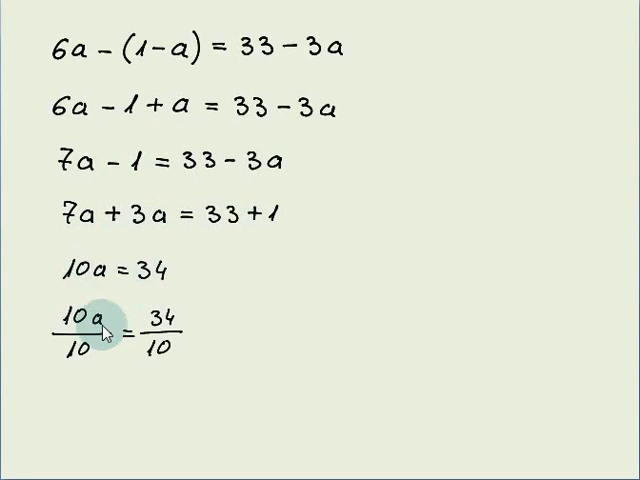 6a - (1 - a) = 33 - 3a
6a - 1 + a = 33 - 3a
7a - 1 = 33 - 3a
7a + 3a = 33 + 1
10a = 34
10a/10 = 34/10